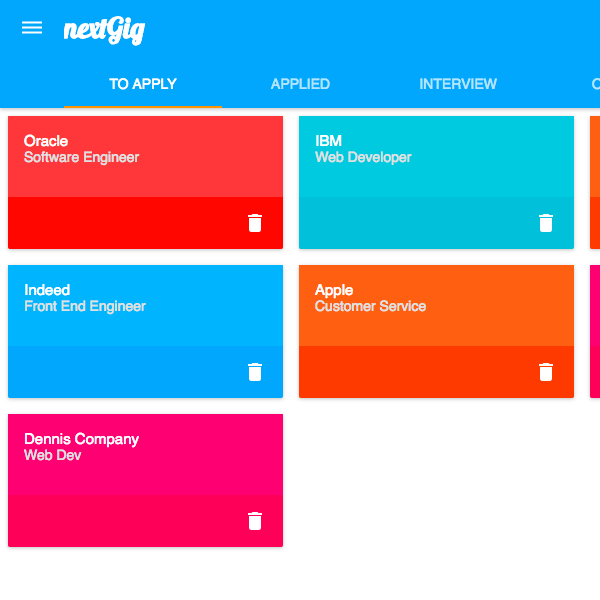 nextGig
TO APPLY
APPLIED
INTERVIEW
Oracle
Software Engineer
IBM
Web Developer
Indeed
Front End Engineer
Apple
Customer Service
Dennis Company
Web Dev